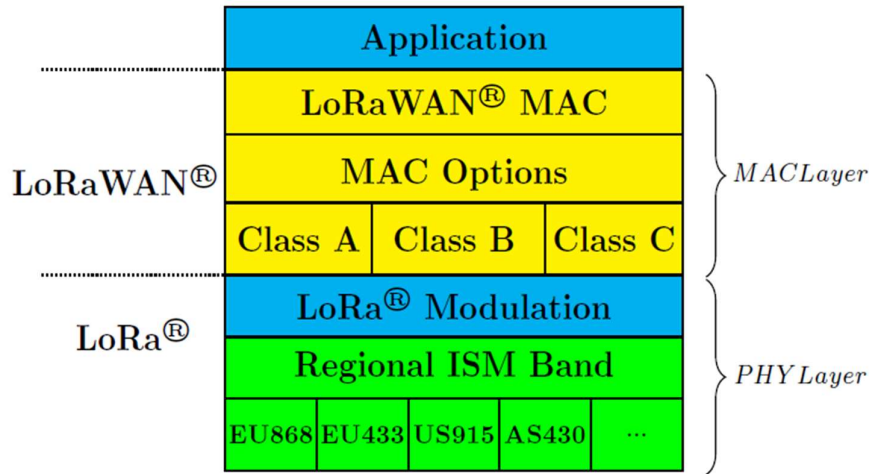 Application
LoRaWAN® MAC
MAC Options
Class A Class B Class C
LoRaWAN®
MACLayer
LoRa® Modulation
Regional ISM Band
EU868 EU433 US915 AS430 ...
LoRa®
PHYLayer